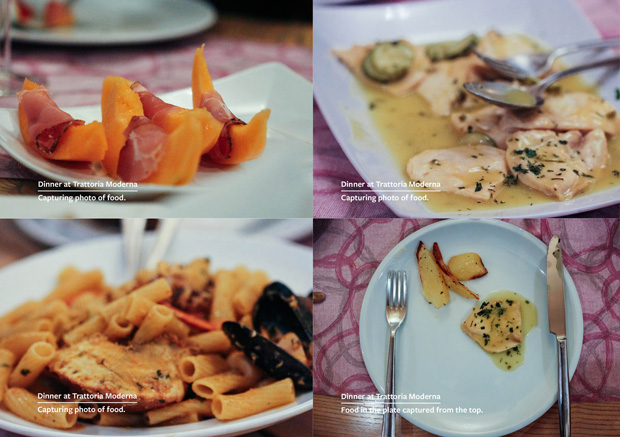 Dinner at Trattoria Moderna
Capturing photo of food.
Dinner at Trattoria Moderna
Capturing photo of food.
Dinner at Trattoria Moderna
Capturing photo of food.
Dinner at Trattoria Moderna
Food in the plate captured from the top.